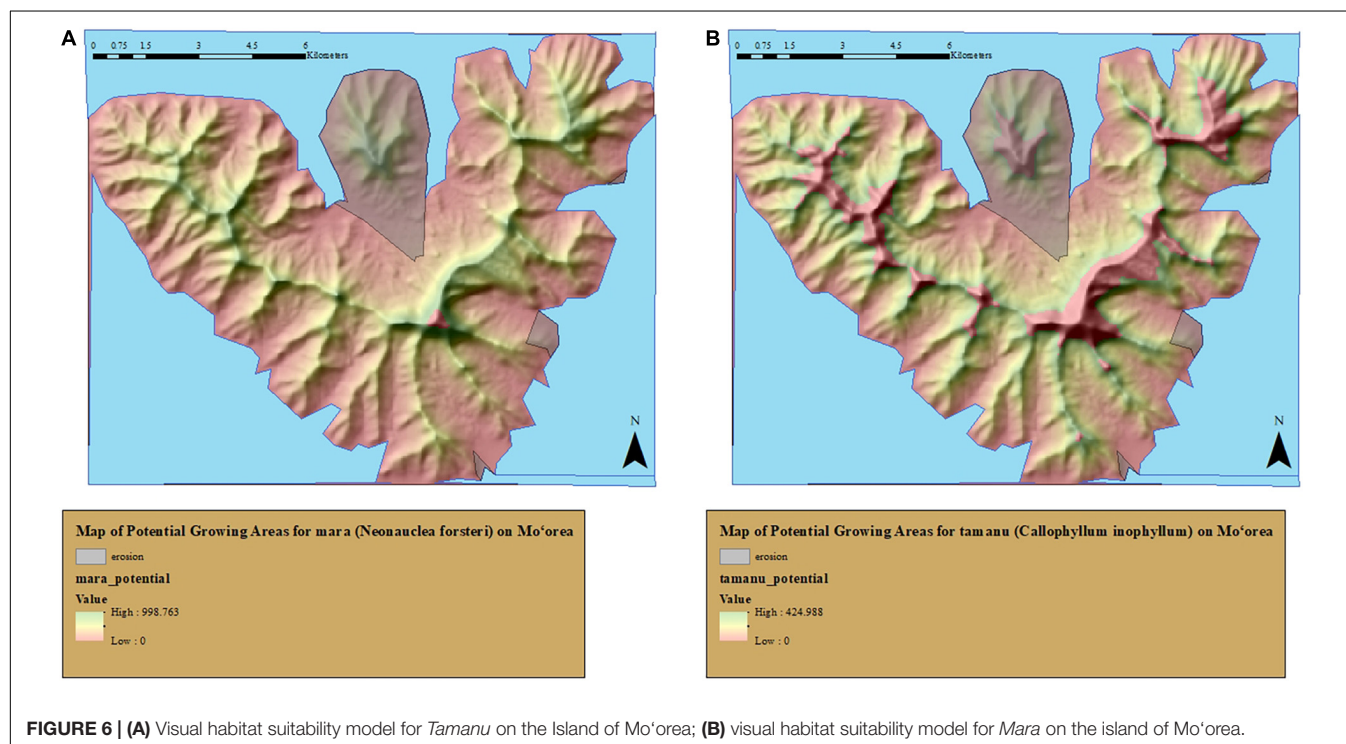 A
0 0.75 1.5 3 4.5 6
Kilometers
N
Map of Potential Growing Areas for mara (Neonauclea forsteri) on Mo‘orea
erosion
mara_potential
Value
High : 998.763
Low : 0
B
0 0.75 1.5 3 4.5 6
Kilometers
N
Map of Potential Growing Areas for tamanu (Callophyllum inophyllum) on Mo‘orea
erosion
tamanu_potential
Value
High : 424.988
Low : 0
FIGURE 6 | (A) Visual habitat suitability model for Tamanu on the Island of Mo‘orea; (B) visual habitat suitability model for Mara on the island of Mo‘orea.